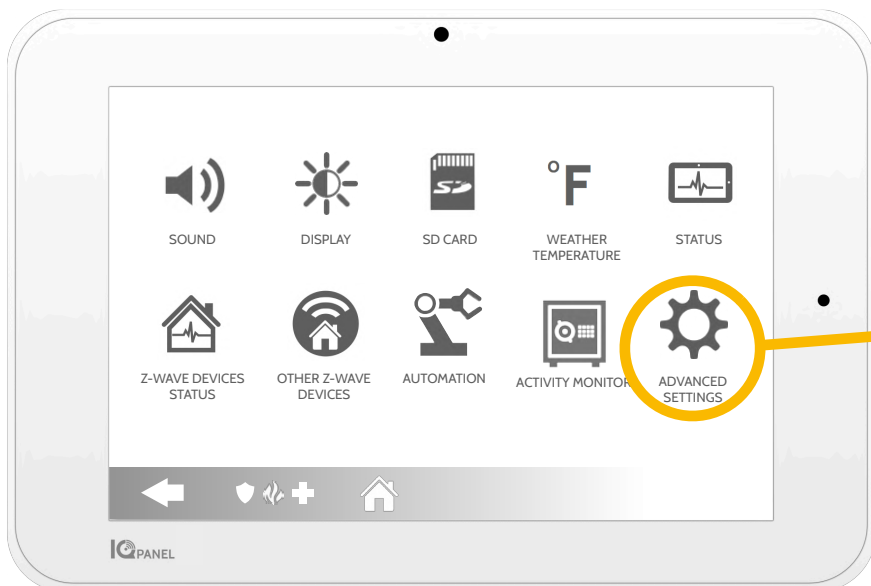 SOUND
DISPLAY
SD CARD
WEATHER
TEMPERATURE
STATUS
°F
SD
Z-WAVE DEVICES
STATUS
OTHER Z-WAVE
DEVICES
AUTOMATION
ACTIVITY MONITOR
ADVANCED
SETTINGS
IQ PANEL